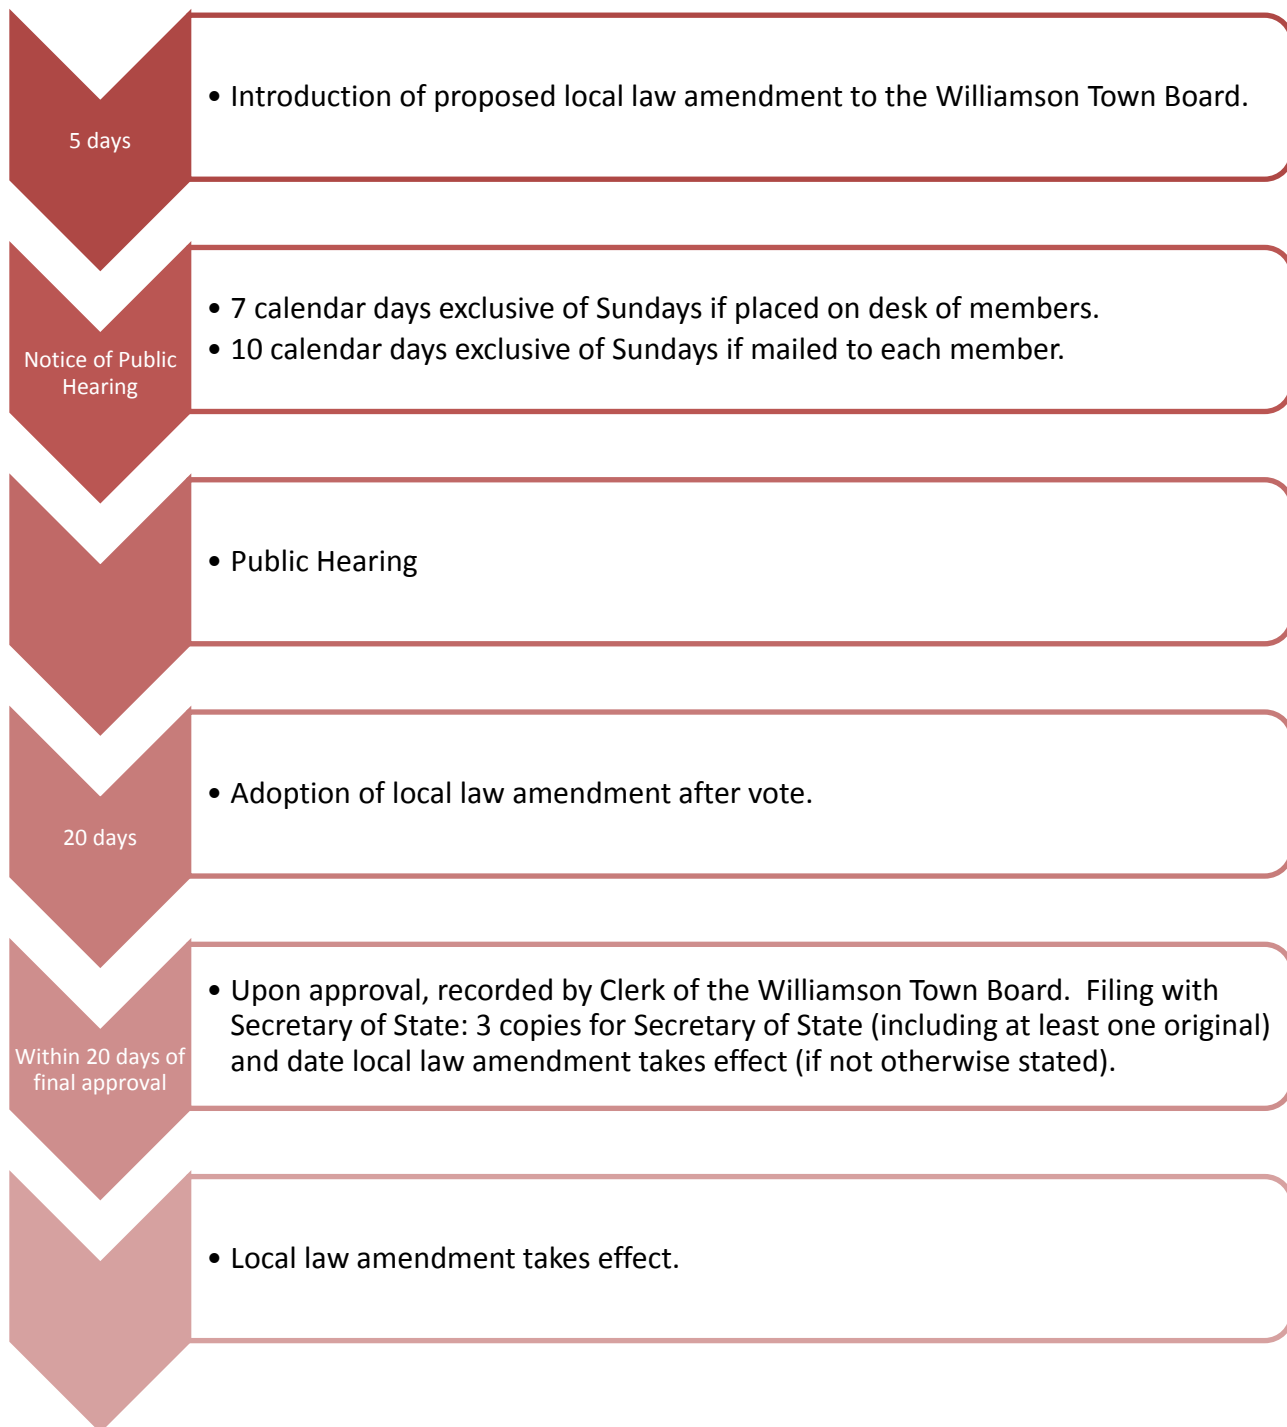 5 days
• Introduction of proposed local law amendment to the Williamson Town Board.
Notice of Public
Hearing
• 7 calendar days exclusive of Sundays if placed on desk of members.
• 10 calendar days exclusive of Sundays if mailed to each member.
• Public Hearing
20 days
• Adoption of local law amendment after vote.
Within 20 days of
final approval
• Upon approval, recorded by Clerk of the Williamson Town Board.  Filing with
Secretary of State: 3 copies for Secretary of State (including at least one original)
and date local law amendment takes effect (if not otherwise stated).
• Local law amendment takes effect.